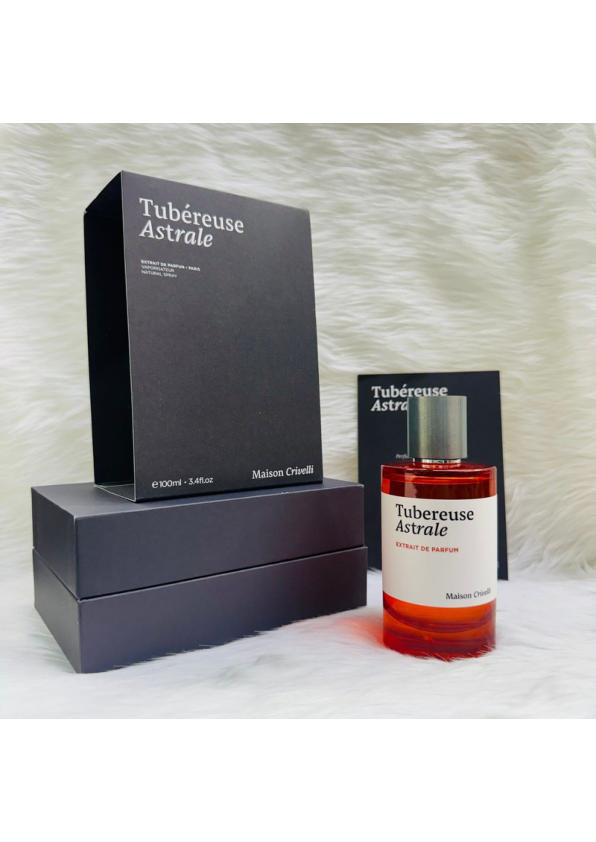 Tubéreuse
Astrale
EXTRAIT DE PARFUM • PARIS
VAPORISATEUR
NATURAL SPRAY
℮100ml • 3.4fl.oz
Maison Crivelli
Tubéreuse
Tubereuse
Astrale
EXTRAIT DE PARFUM
Maison Crivelli